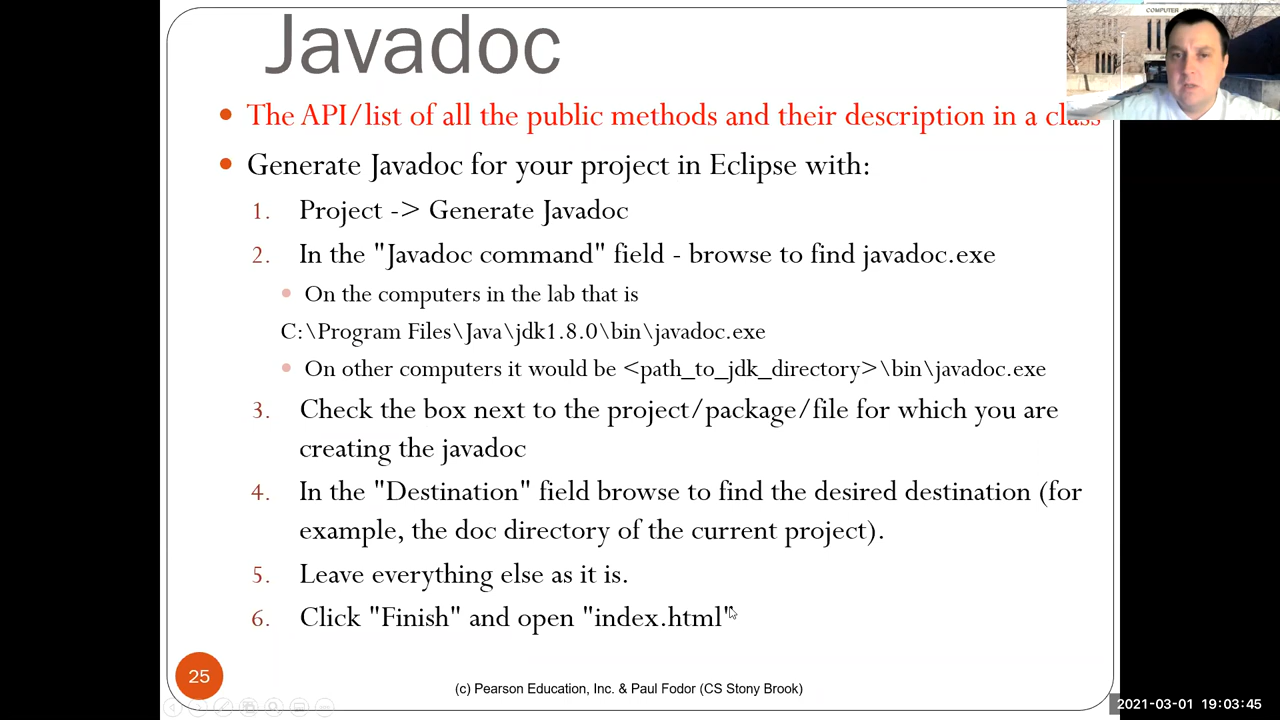 Javadoc
COMPUTER
The API/list of all the public methods and their description in a class
Generate Javadoc for your project in Eclipse with:
1. Project -> Generate Javadoc
2. In the "Javadoc command" field - browse to find javadoc.exe
On the computers in the lab that is
C:\Program Files\Java\jdk1.8.0\bin\javadoc.exe
On other computers it would be <path_to_jdk_directory>\bin\javadoc.exe
3. Check the box next to the project/package/file for which you are
creating the javadoc
4. In the "Destination" field browse to find the desired destination (for
example, the doc directory of the current project).
5. Leave everything else as it is.
6. Click "Finish" and open "index.html"
25
(c) Pearson Education, Inc. & Paul Fodor (CS Stony Brook)
2021-03-01 19:03:45